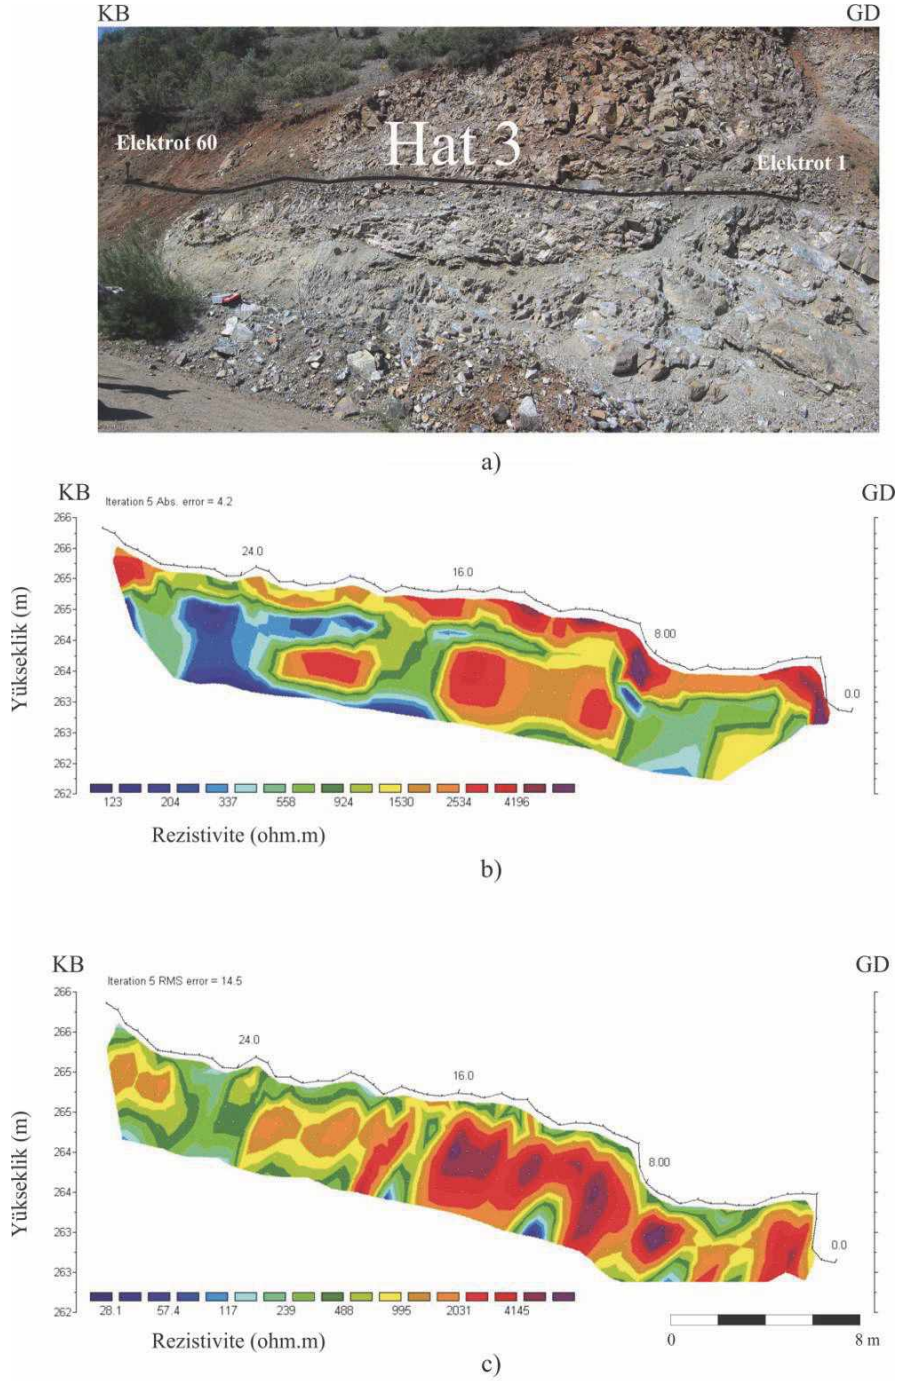 KB GD
Elektrot 60
Hat 3
Elektrot 1
a)
KB GD
Iteration 5 Abs. error = 4.2
266
266
265
265
264
264
263
263
262
262
24.0
16.0
8.00
0.0
Yükseklik (m)
123 204 337 558 924 1530 2534 4196
Rezistivite (ohm.m)
b)
KB GD
Iteration 5 RMS error = 14.5
266
266
265
265
264
264
263
263
262
24.0
16.0
8.00
0.0
Yükseklik (m)
28.1 57.4 117 239 488 995 2031 4145
Rezistivite (ohm.m)
0 8 m
c)